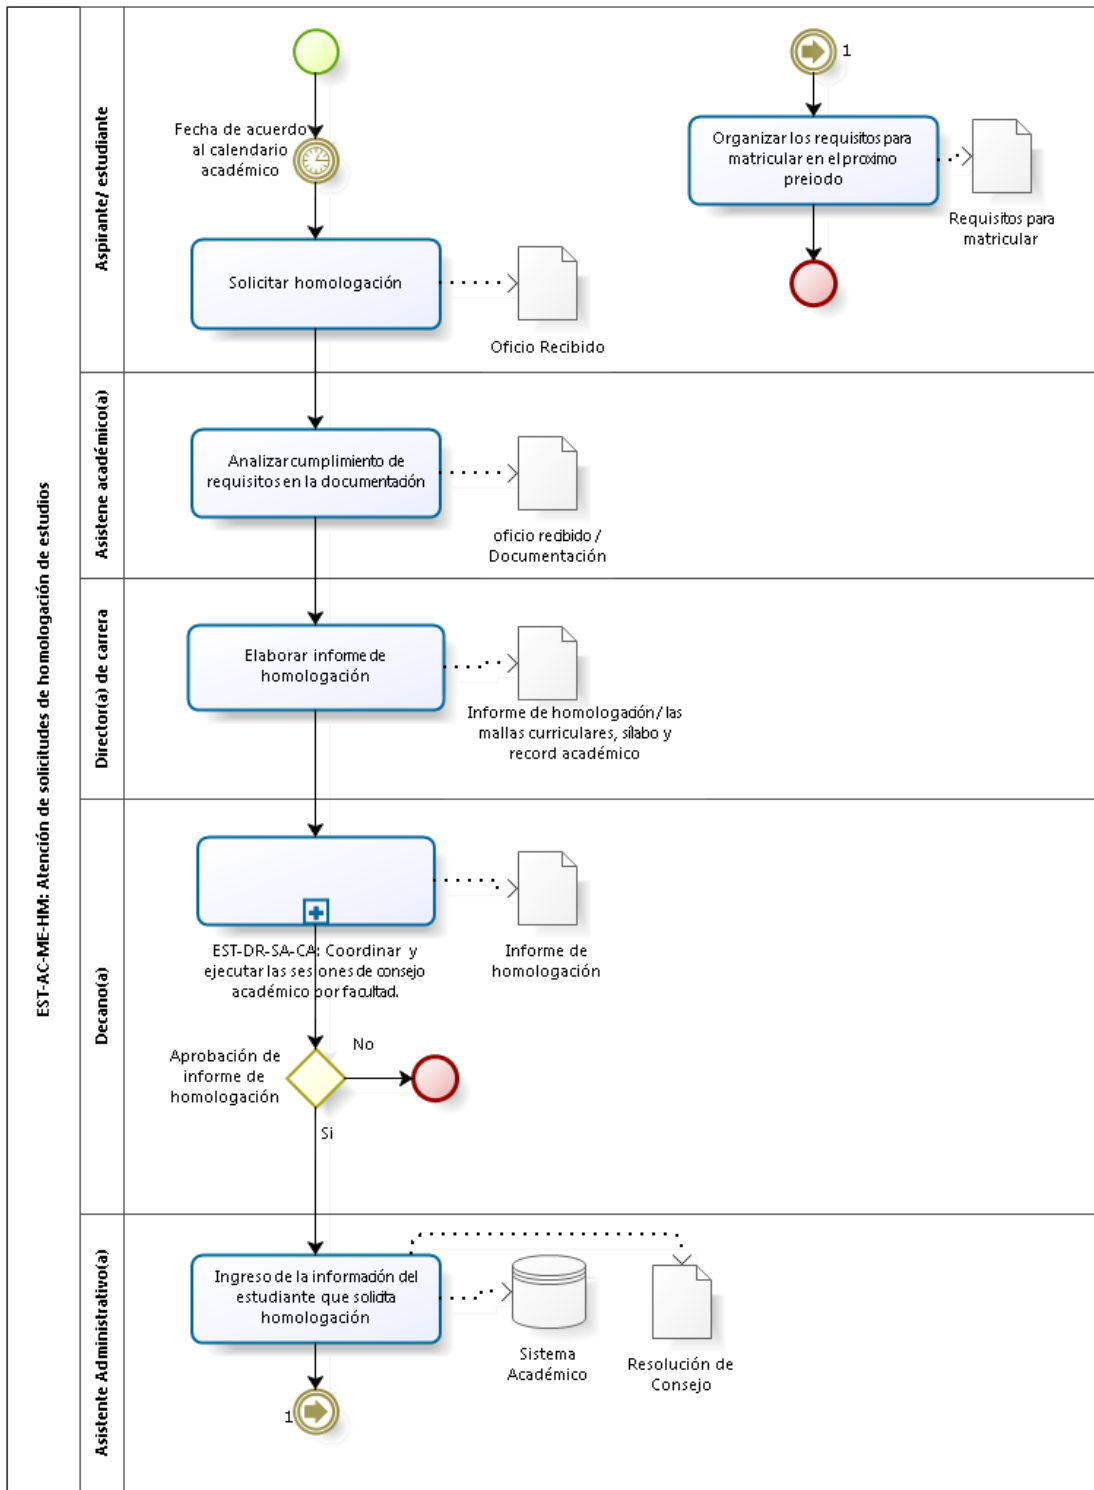 EST-AC-ME-HM: Atención de solicitudes de homologación de estudios
Aspirante/ estudiante
Fecha de acuerdo
al calendario
académico
Solicitar homologación
Oficio Recibido
1
Organizar los requisitos para
matricular en el proximo
preiodo
Requisitos para
matricular
Asistene académico(a)
Analizar cumplimiento de
requisitos en la documentación
oficio recibido /
Documentación
Director(a) de carrera
Elaborar informe de
homologación
Informe de homologación/ las
mallas curriculares, sílabo y
record académico
Decano(a)
EST-DR-SA-CA: Coordinar y
ejecutar las sesiones de consejo
académico por facultad.
Informe de
homologación
Aprobación de
informe de
homologación
No
Si
Asistente Administrativo(a)
Ingreso de la información del
estudiante que solicita
homologación
Sistema
Académico
Resolución de
Consejo
1